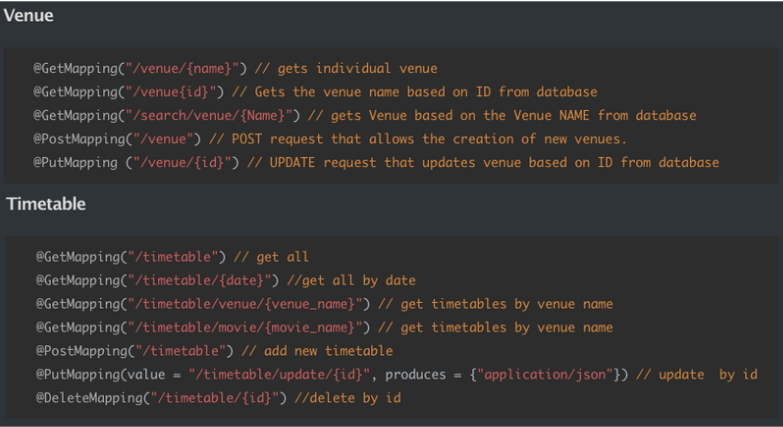 Venue
@GetMapping("/venue/{name}") // gets individual venue
@GetMapping("/venue{id}") // Gets the venue name based on ID from database
@GetMapping("/search/venue/{Name}") // gets Venue based on the Venue NAME from database
@PostMapping("/venue") // POST request that allows the creation of new venues.
@PutMapping ("/venue/{id}") // UPDATE request that updates venue based on ID from database
Timetable
@GetMapping("/timetable") // get all
@GetMapping("/timetable/{date}") //get all by date
@GetMapping("/timetable/venue/{venue_name}") // get timetables by venue name
@GetMapping("/timetable/movie/{movie_name}") // get timetables by venue name
@PostMapping("/timetable") // add new timetable
@PutMapping(value = "/timetable/update/{id}", produces = {"application/json"}) // update  by id
@DeleteMapping("/timetable/{id}") //delete by id